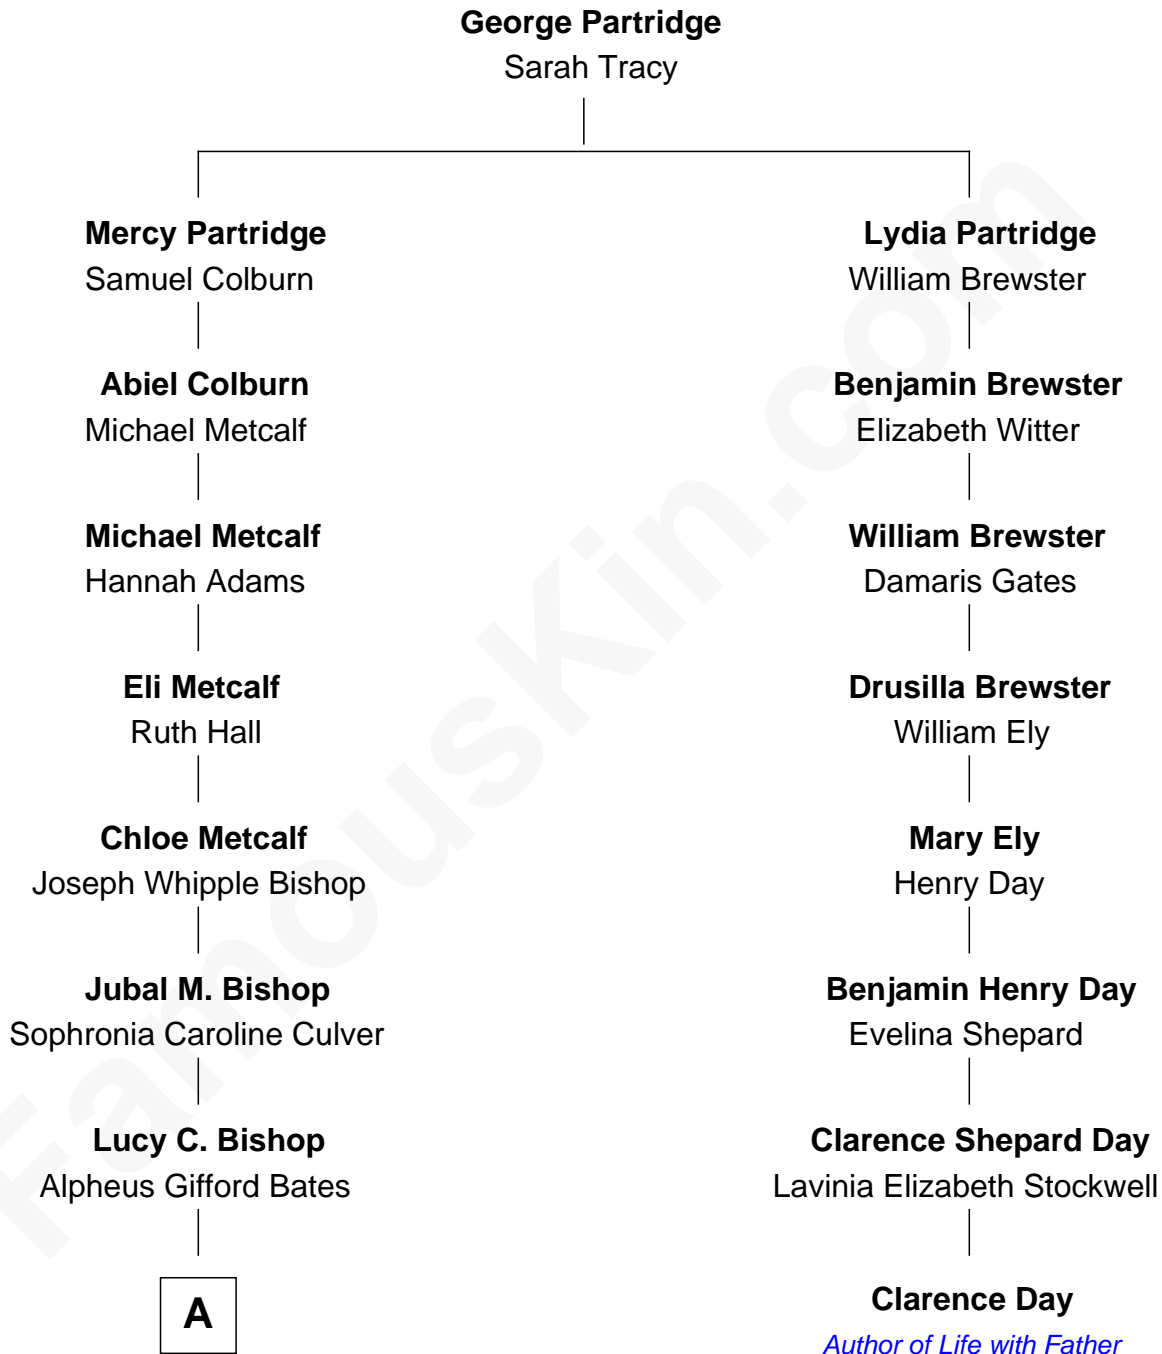 George Partridge
Sarah Tracy
Mercy Partridge
Samuel Colburn
Lydia Partridge
William Brewster
Abiel Colburn
Michael Metcalf
Benjamin Brewster
Elizabeth Witter
Michael Metcalf
Hannah Adams
William Brewster
Damaris Gates
Eli Metcalf
Ruth Hall
Drusilla Brewster
William Ely
Chloe Metcalf
Joseph Whipple Bishop
Mary Ely
Henry Day
Jubal M. Bishop
Sophronia Caroline Culver
Benjamin Henry Day
Evelina Shepard
Lucy C. Bishop
Alpheus Gifford Bates
Clarence Shepard Day
Lavinia Elizabeth Stockwell
A
Clarence Day
Author of Life with Father
FamousKin.com